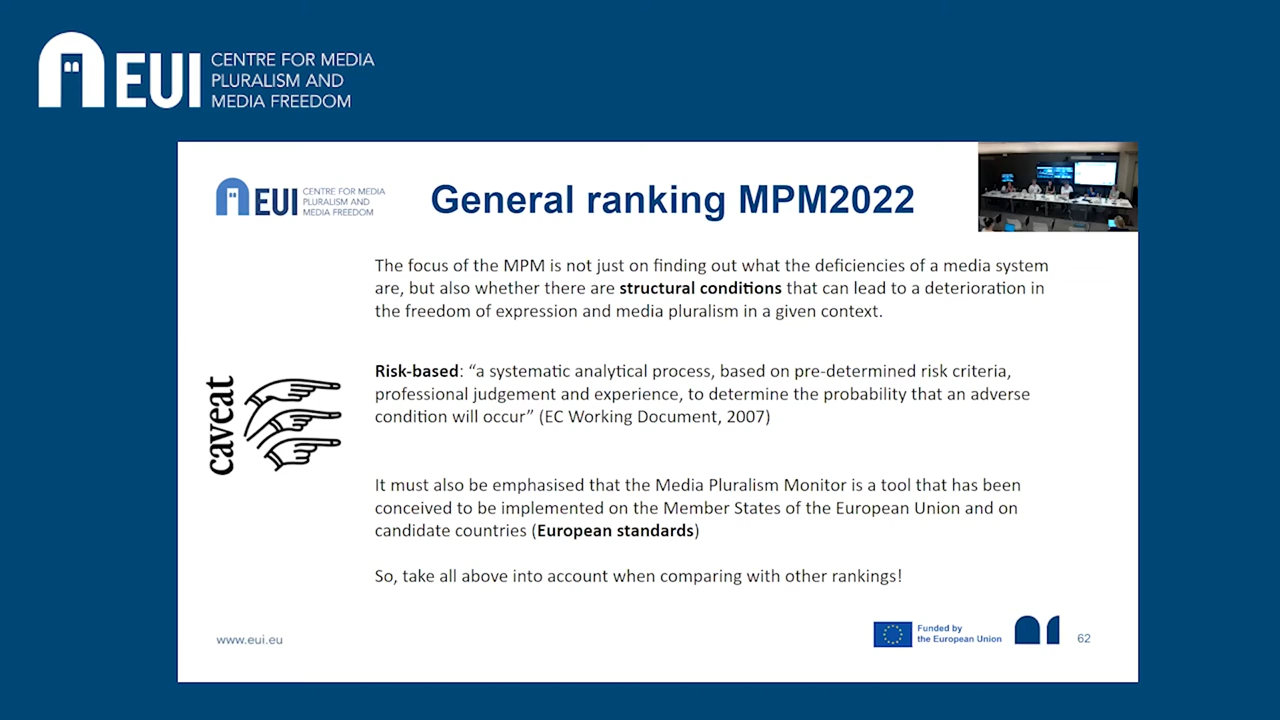 EUI
CENTRE FOR MEDIA
PLURALISM AND
MEDIA FREEDOM
EUI
CENTRE FOR MEDIA
PLURALISM AND
MEDIA FREEDOM
General ranking MPM2022
The focus of the MPM is not just on finding out what the deficiencies of a media system
are, but also whether there are structural conditions that can lead to a deterioration in
the freedom of expression and media pluralism in a given context.
caveat
Risk-based: “a systematic analytical process, based on pre-determined risk criteria,
professional judgement and experience, to determine the probability that an adverse
condition will occur” (EC Working Document, 2007)
It must also be emphasised that the Media Pluralism Monitor is a tool that has been
conceived to be implemented on the Member States of the European Union and on
candidate countries (European standards)
So, take all above into account when comparing with other rankings!
www.eui.eu
Funded by
the European Union
62